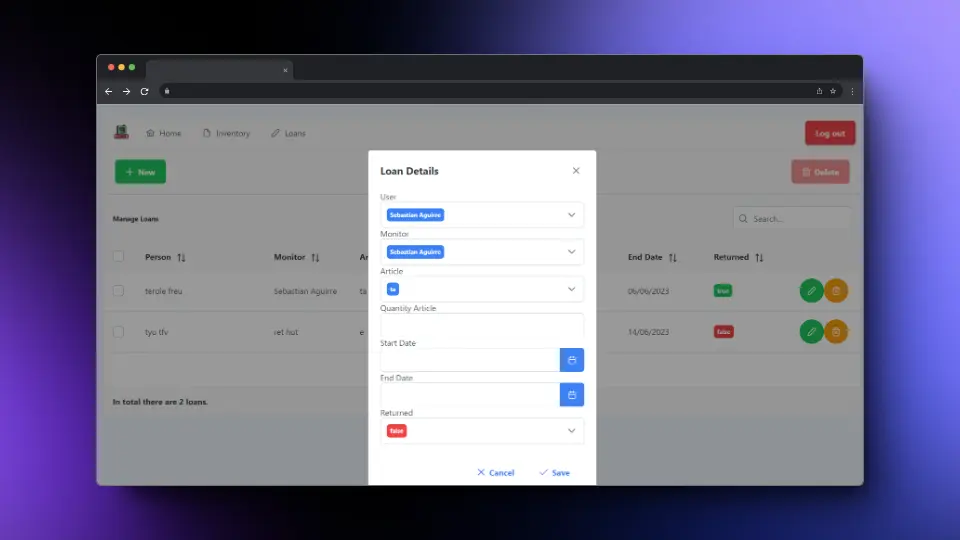 Home Inventory Loans Log out
+ New Delete
Loan Details
User
Sebastian Aguirre
Monitor
Sebastian Aguirre
Article
ta
Quantity Article
Start Date
End Date
Returned
false
Cancel Save
Manage Loans Search...
Person Monitor End Date Returned
terole freu Sebastian Aguirre ta 06/06/2023 true
tyo tfv ret hut e 14/06/2023 false
In total there are 2 loans.